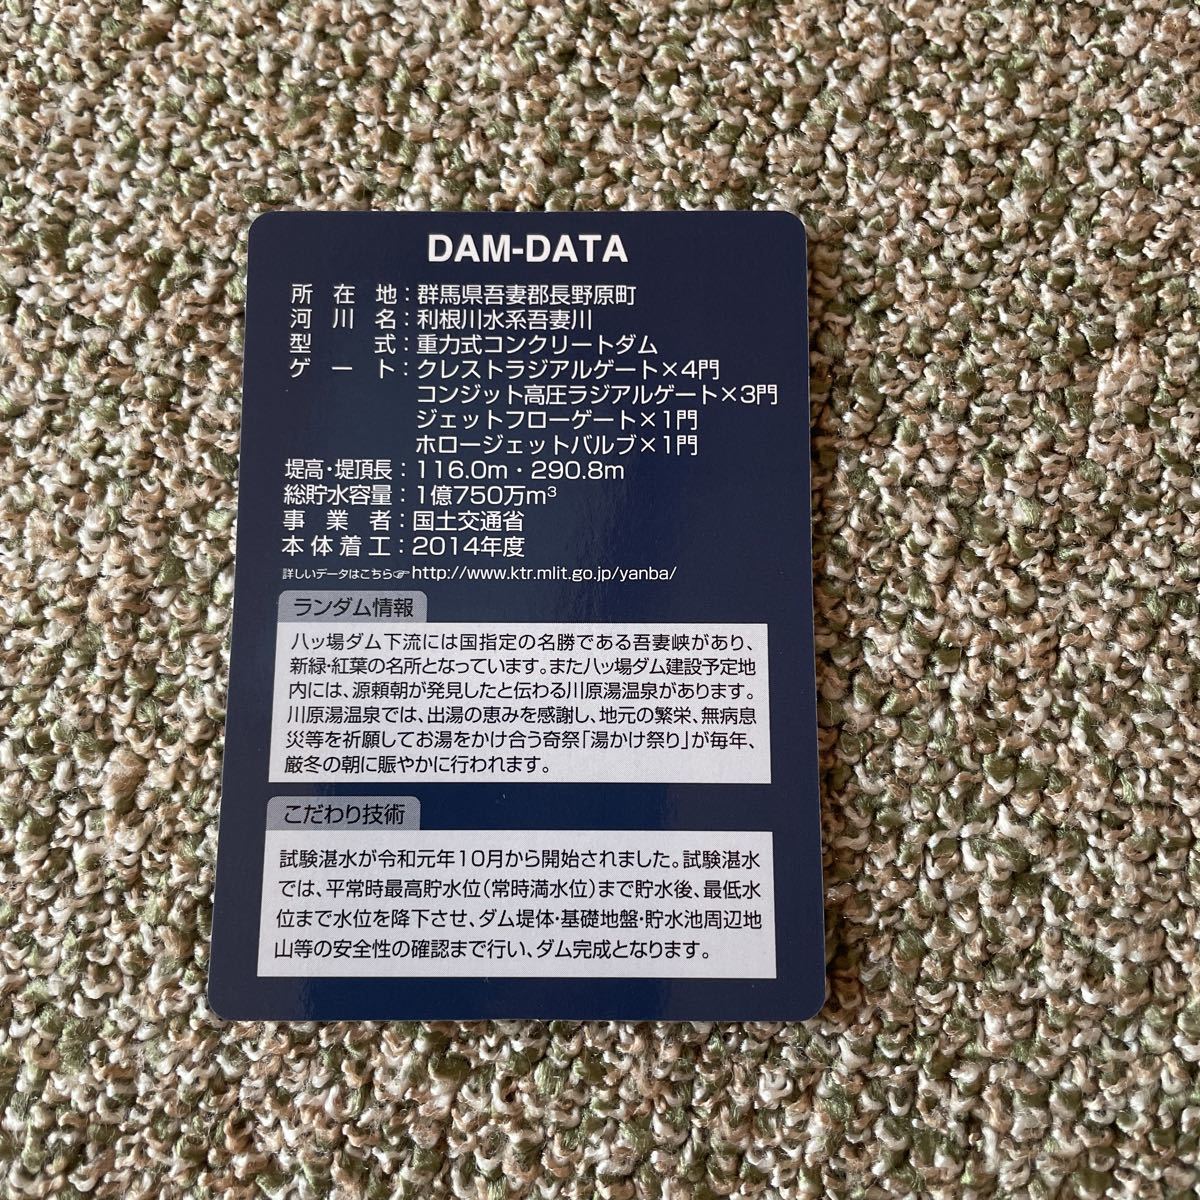 DAM-DATA
所在地：群馬県吾妻郡長野原町
河川名：利根川水系吾妻川
型式：重力式コンクリートダム
ゲート：クレストラジアルゲート×4門
コンジット高圧ラジアルゲート×3門
ジェットフローゲート×1門
ホロージェットバルブ×1門
堤高・堤頂長：116.0m・290.8m
総貯水容量：1億750万m³
事業者：国土交通省
本体着工：2014年度
詳しいデータはこちら☞http://www.ktr.mlit.go.jp/yanba/
ランダム情報
八ッ場ダム下流には国指定の名勝である吾妻峡があり、
新緑・紅葉の名所となっています。また八ッ場ダム建設予定地
内には、源頼朝が発見したと伝わる川原湯温泉があります。
川原湯温泉では、出湯の恵みを感謝し、地元の繁栄、無病息
災等を祈願してお湯をかけ合う奇祭「湯かけ祭り」が毎年、
厳冬の朝に賑やかに行われます。
こだわり技術
試験湛水が令和元年10月から開始されました。試験湛水
では、平常時最高貯水位(常時満水位)まで貯水後、最低水
位まで水位を降下させ、ダム堤体・基礎地盤・貯水池周辺地
山等の安全性の確認まで行い、ダム完成となります。